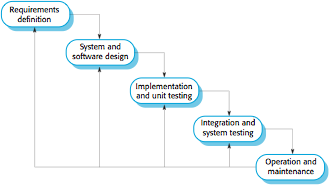 Requirements
definition
System and
software design
Implementation
and unit testing
Integration and
system testing
Operation and
maintenance